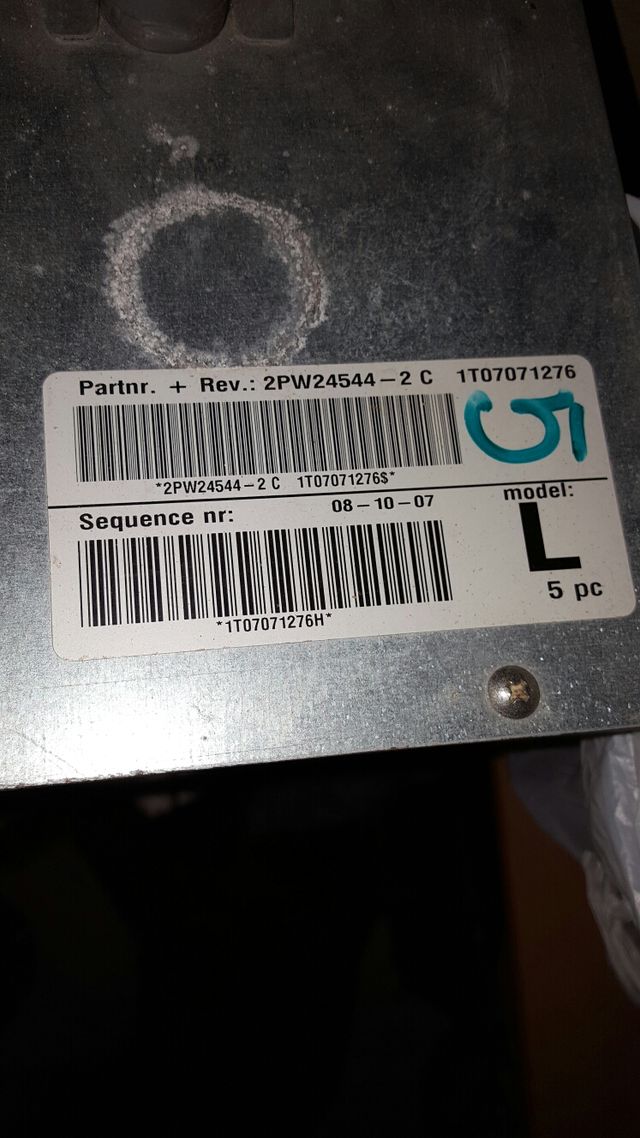 Partnr. + Rev.: 2PW24544-2 C 1T07071276
5
*2PW24544-2 C 1T07071276$*
Sequence nr: 08-10-07 model:
L
5 pc
*1T07071276H*